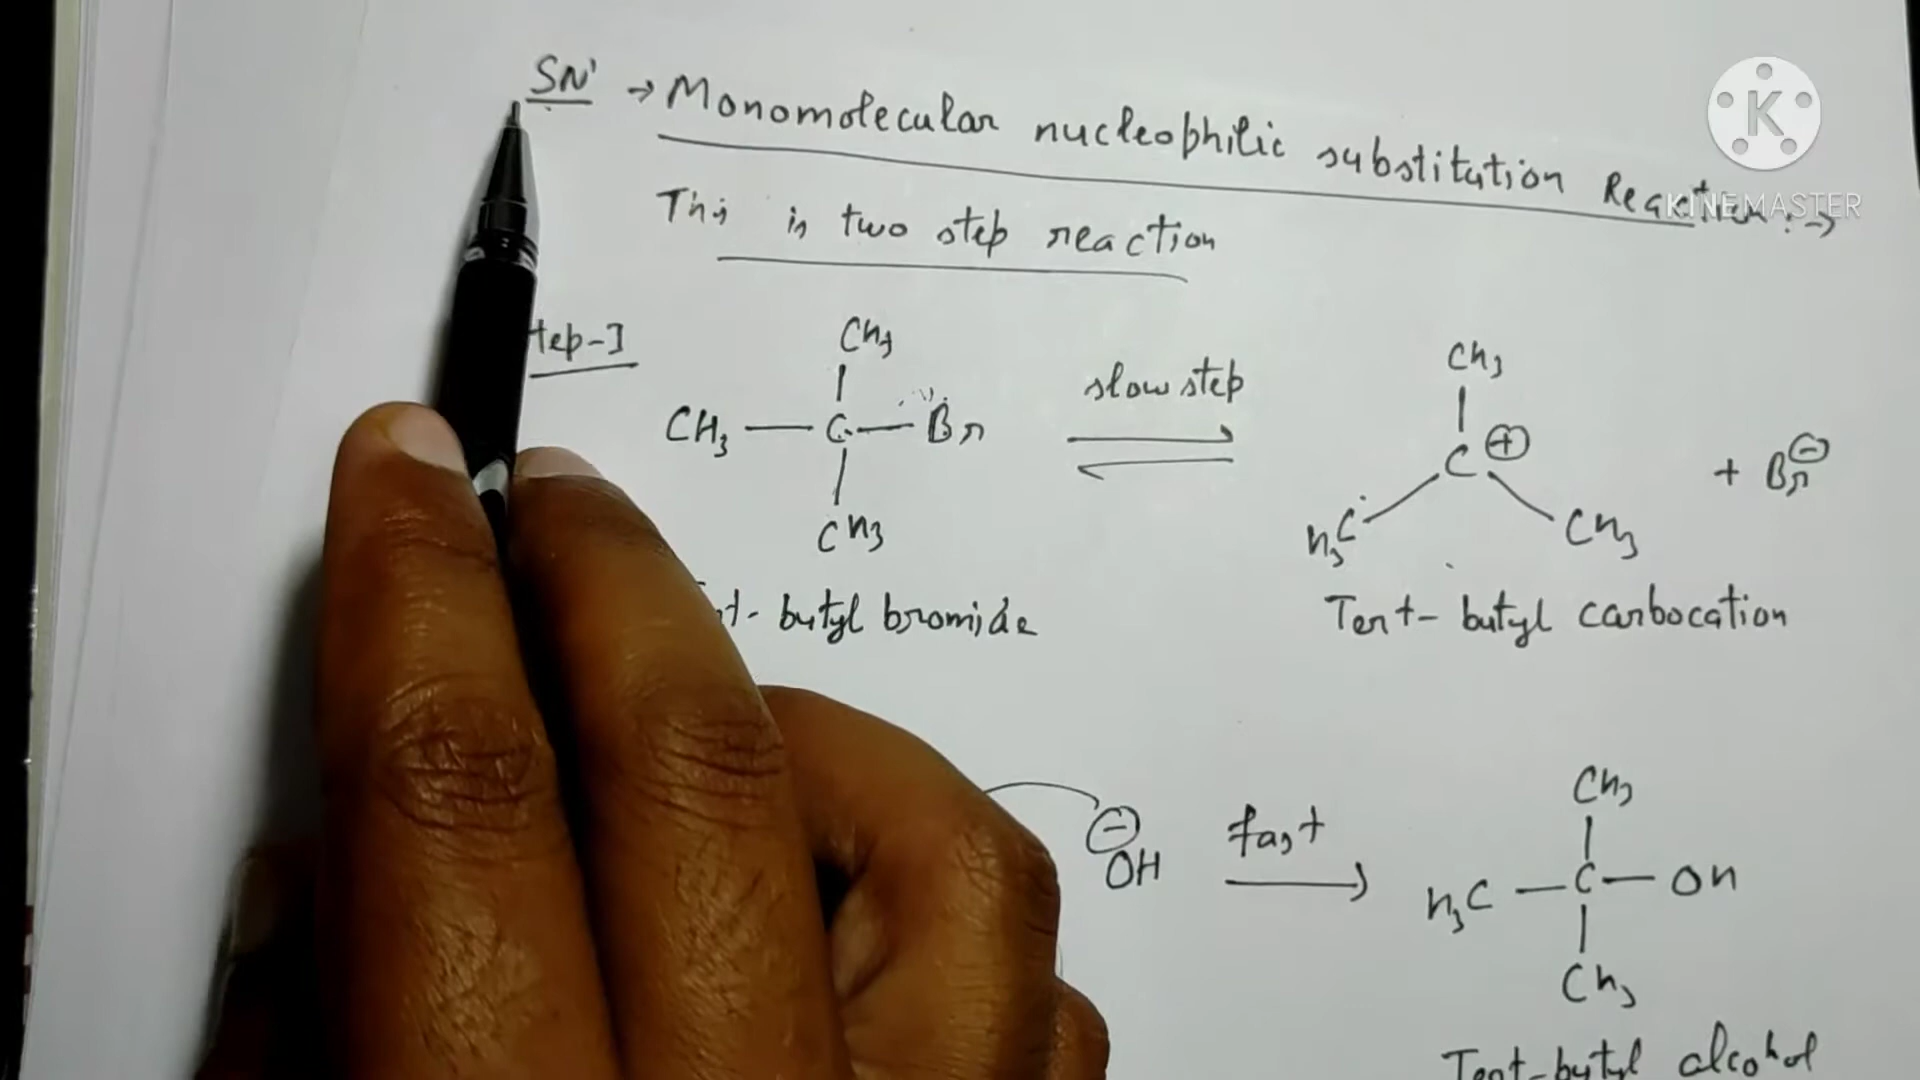 SN¹ → Monomolecular nucleophilic substitution Reaction :→
This is two step reaction
tep-I
CH3
CH3 — C — Br
CH3
slow step
CH3
C ⊕
H3C
CH3
+ Br⊖
t- butyl bromide
Tert- butyl carbocation
⊖
OH
fast
CH3
H3C — C — OH
CH3
Tert-butyl alcohol
K
KINEMASTER